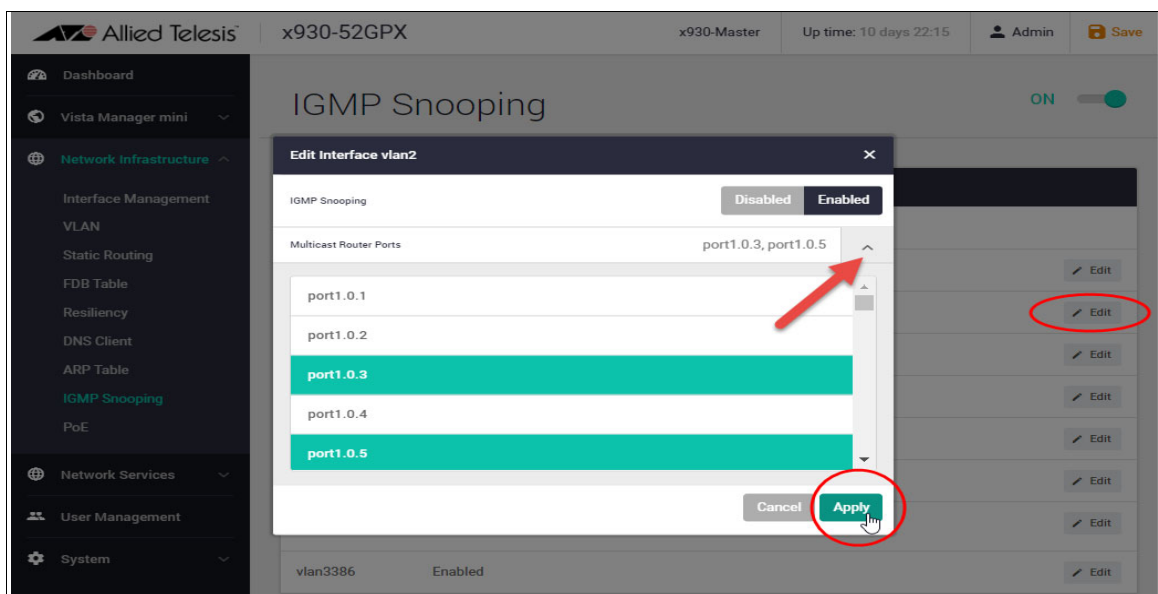 Allied Telesis x930-52GPX x930-Master Up time: 10 days 22:15 Admin Save
Dashboard
Vista Manager mini
Network Infrastructure
Interface Management
VLAN
Static Routing
FDB Table
Resiliency
DNS Client
ARP Table
IGMP Snooping
PoE
Network Services
User Management
System
IGMP Snooping ON
Edit Interface vlan2
IGMP Snooping Disabled Enabled
Multicast Router Ports port1.0.3, port1.0.5
port1.0.1
port1.0.2
port1.0.3
port1.0.4
port1.0.5
Cancel Apply
Edit
Edit
Edit
Edit
Edit
Edit
Edit
vlan3386 Enabled Edit